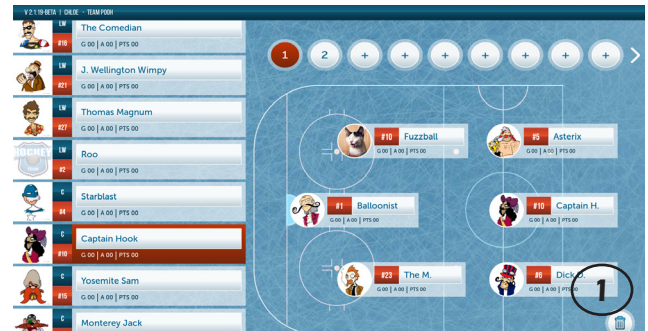 V 2.1.19-BETA | CHLOE - TEAM POOH
LW
The Comedian
#16
G 00 | A 00 | PTS 00
LW
J. Wellington Wimpy
#21
G 00 | A 00 | PTS 00
LW
Thomas Magnum
#27
G 00 | A 00 | PTS 00
HOCKEY
LW
Roo
#2
G 00 | A 00 | PTS 00
C
Starblast
#4
G 00 | A 00 | PTS 00
C
Captain Hook
#10
G 00 | A 00 | PTS 00
C
Yosemite Sam
#15
G 00 | A 00 | PTS 00
C
Monterey Jack
1 2 + + + + + + +
#10 Fuzzball
G 00 | A 00 | PTS 00
#5 Asterix
G 00 | A 00 | PTS 00
#1 Balloonist
G 00 | A 00 | PTS 00
#10 Captain H.
G 00 | A 00 | PTS 00
#23 The M.
G 00 | A 00 | PTS 00
#6 Dick D.
G 00 | A 00 | PTS 00
1